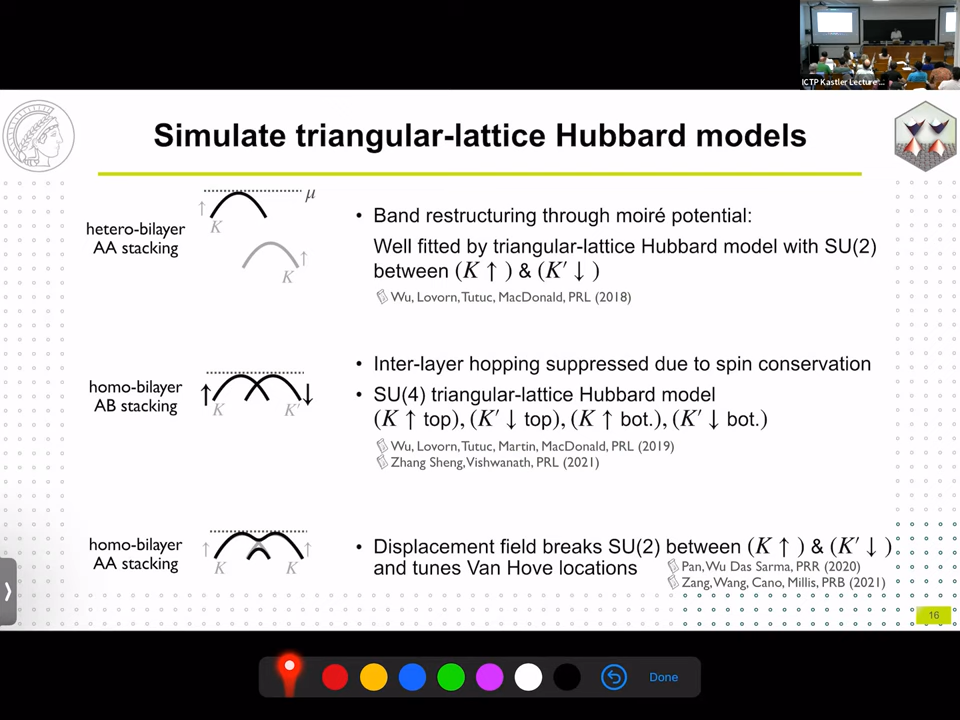 ICTP Kastler Lecture ...
Simulate triangular-lattice Hubbard models
μ
↑
K
K
↑
hetero-bilayer
AA stacking
• Band restructuring through moiré potential:
Well fitted by triangular-lattice Hubbard model with SU(2)
between (K ↑ ) & (K′ ↓ )
Wu, Lovorn, Tutuc, MacDonald, PRL (2018)
homo-bilayer
AB stacking
↑
K
K′
↓
• Inter-layer hopping suppressed due to spin conservation
• SU(4) triangular-lattice Hubbard model
(K ↑ top), (K′ ↓ top), (K ↑ bot.), (K′ ↓ bot.)
Wu, Lovorn, Tutuc, Martin, MacDonald, PRL (2019)
Zhang Sheng, Vishwanath, PRL (2021)
homo-bilayer
AA stacking
↑
K
K
↑
• Displacement field breaks SU(2) between (K ↑ ) & (K′ ↓ )
and tunes Van Hove locations
Pan, Wu Das Sarma, PRR (2020)
Zang, Wang, Cano, Millis, PRB (2021)
16
Done